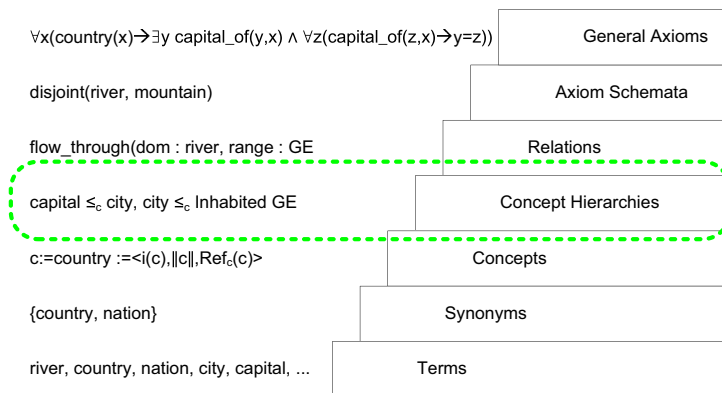 ∀x(country(x)→∃y capital_of(y,x) ∧ ∀z(capital_of(z,x)→y=z)) General Axioms
disjoint(river, mountain) Axiom Schemata
flow_through(dom : river, range : GE Relations
capital ≤c city, city ≤c Inhabited GE Concept Hierarchies
c:=country :=<i(c),‖c‖,Refc(c)> Concepts
{country, nation} Synonyms
river, country, nation, city, capital, ... Terms